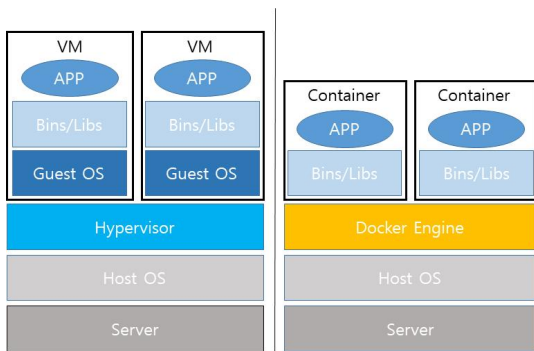 VM
APP
Bins/Libs
Guest OS
VM
APP
Bins/Libs
Guest OS
Hypervisor
Host OS
Server
Container
APP
Bins/Libs
Container
APP
Bins/Libs
Docker Engine
Host OS
Server